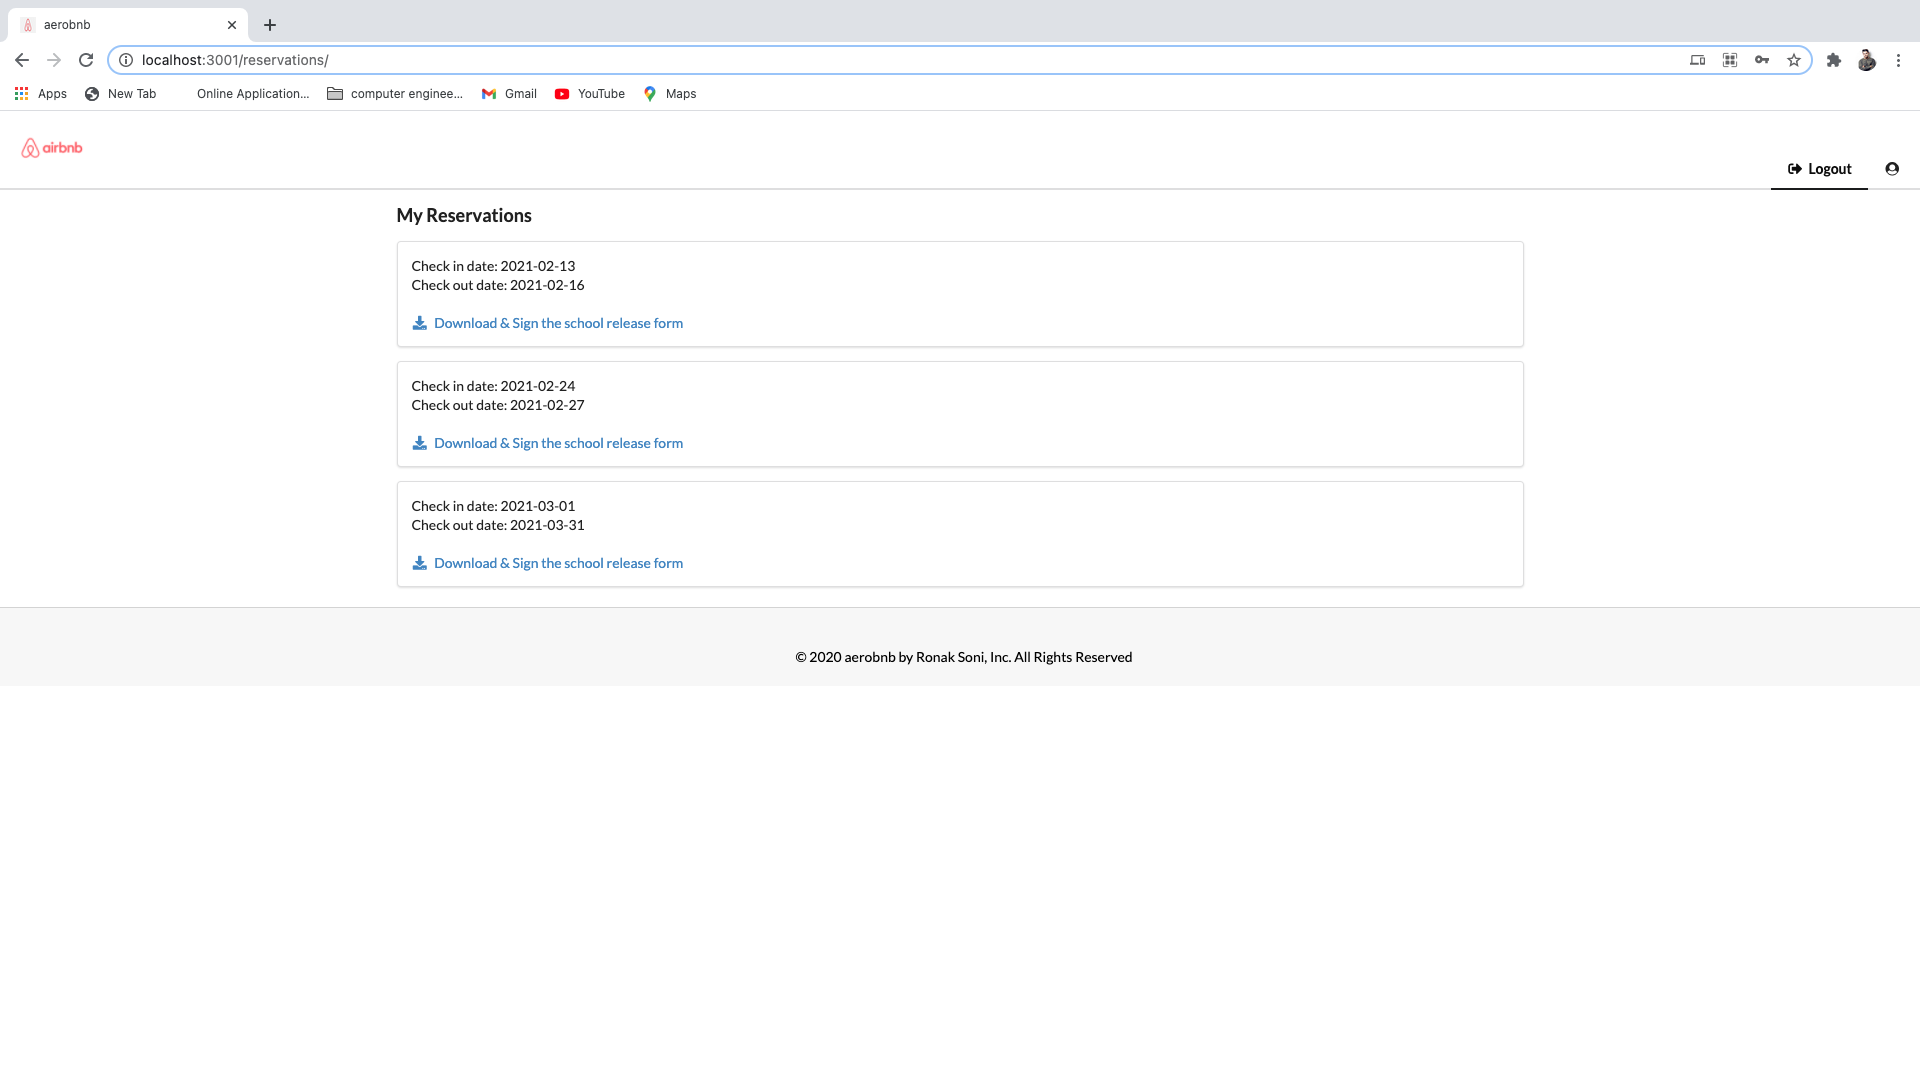 aerobnb
localhost:3001/reservations/
Apps New Tab Online Application... computer enginee... Gmail YouTube Maps
airbnb
Logout
My Reservations
Check in date: 2021-02-13
Check out date: 2021-02-16
Download & Sign the school release form
Check in date: 2021-02-24
Check out date: 2021-02-27
Download & Sign the school release form
Check in date: 2021-03-01
Check out date: 2021-03-31
Download & Sign the school release form
© 2020 aerobnb by Ronak Soni, Inc. All Rights Reserved